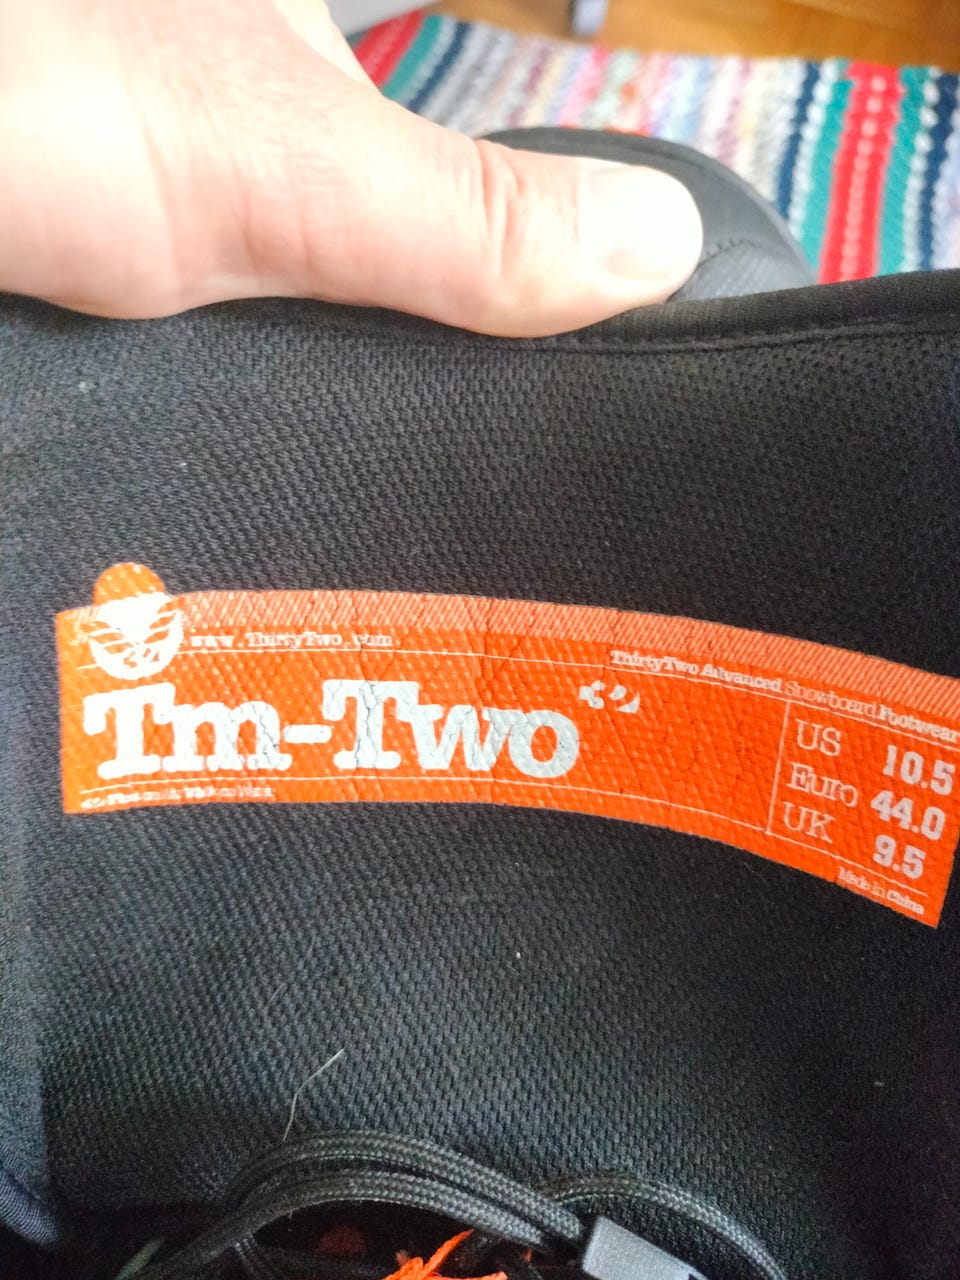 www.ThirtyTwo.com
ThirtyTwo Advanced Snowboard Footwear
Tm-Two
32
US 10.5
Euro 44.0
UK 9.5
Made in China